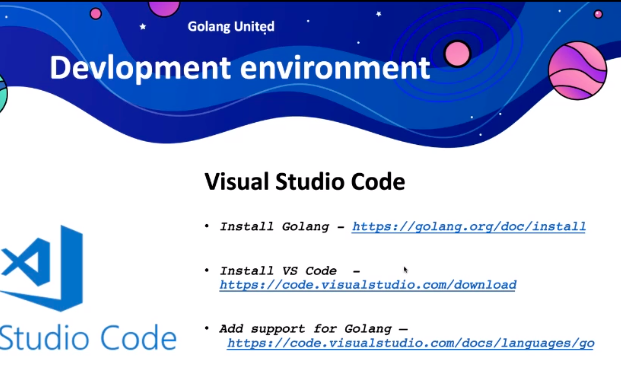 Golang United
Devlopment environment
Visual Studio Code
• Install Golang – https://golang.org/doc/install
• Install VS Code –
https://code.visualstudio.com/download
Studio Code
• Add support for Golang —
https://code.visualstudio.com/docs/languages/go